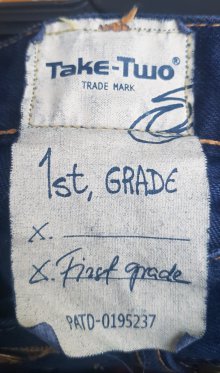 Take-Two®
TRADE MARK
1st, GRADE
X.
X. First grade
PATD-0195237